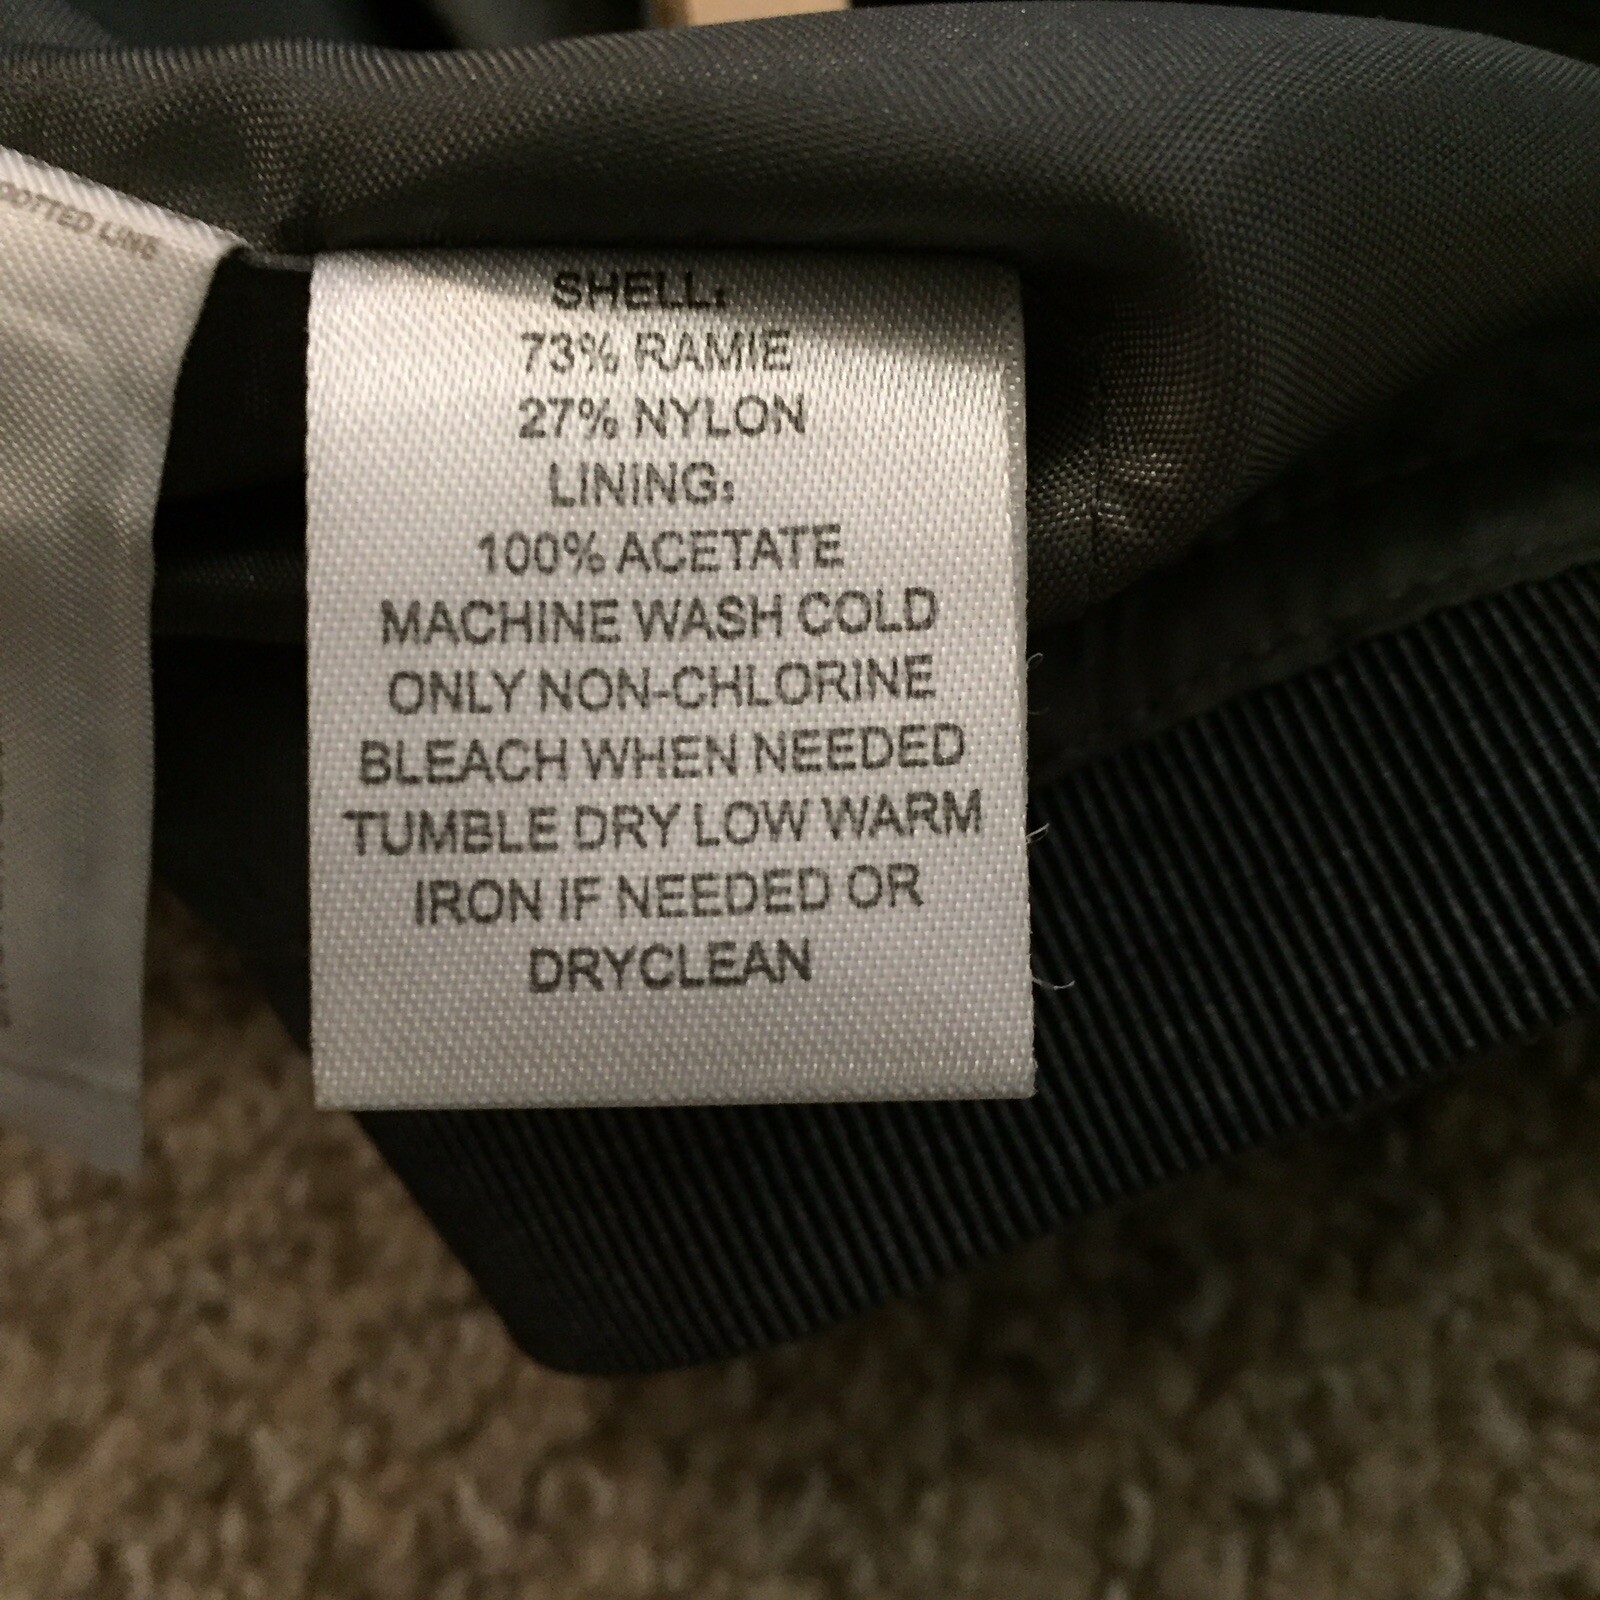 DOTTED LINE
SHELL:
73% RAMIE
27% NYLON
LINING:
100% ACETATE
MACHINE WASH COLD
ONLY NON-CHLORINE
BLEACH WHEN NEEDED
TUMBLE DRY LOW WARM
IRON IF NEEDED OR
DRYCLEAN